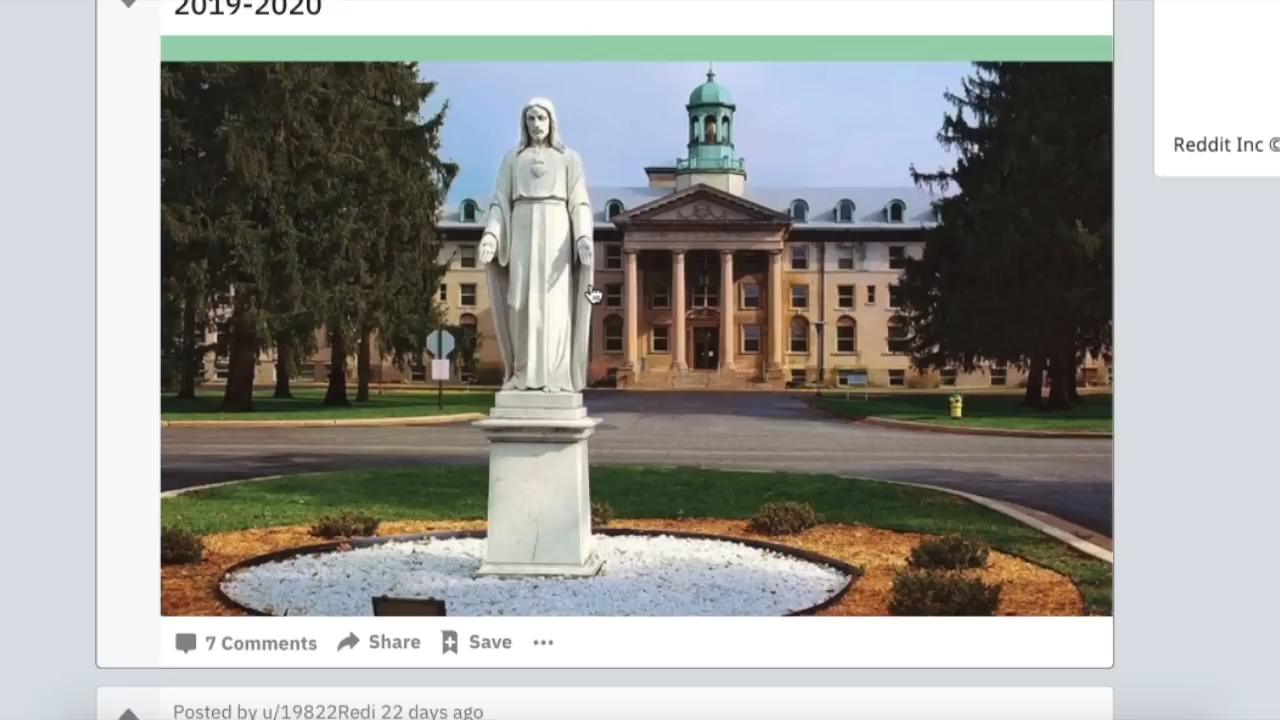 2019-2020
Reddit Inc ©
7 Comments
Share
Save
Posted by u/19822Redi 22 days ago